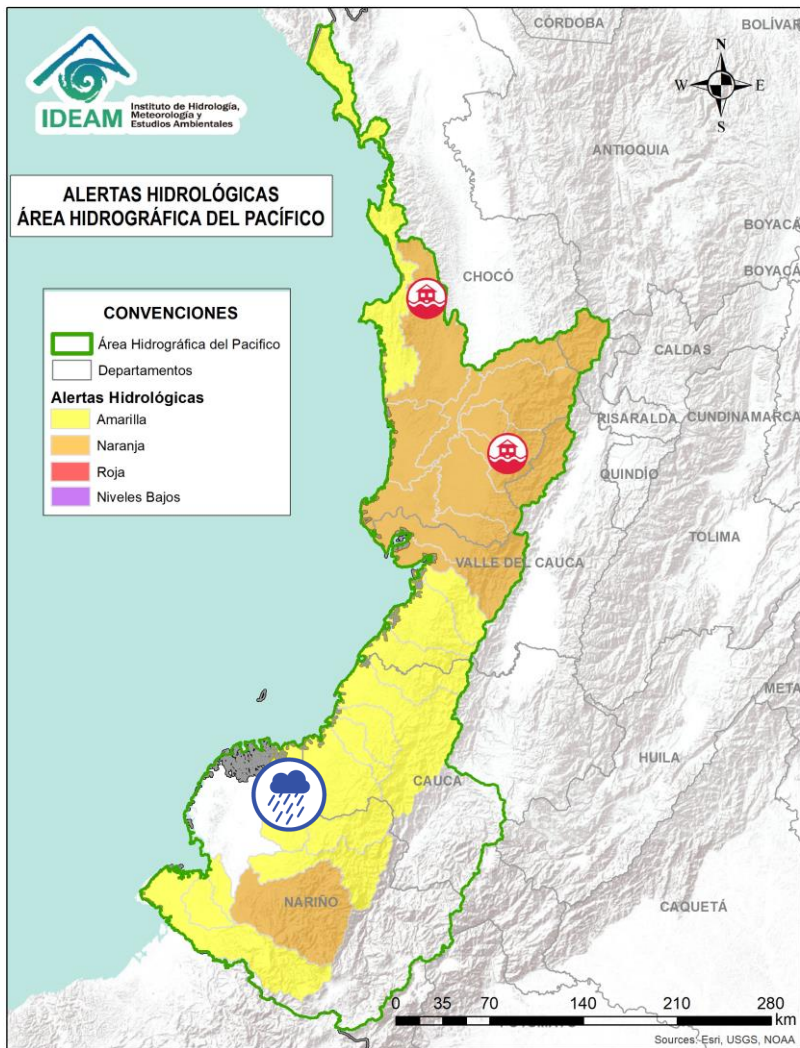 CÓRDOBA
BOLÍVAR
N
W
E
S
IDEAM
Instituto de Hidrología,
Meteorología y
Estudios Ambientales
ANTIOQUIA
ALERTAS HIDROLÓGICAS
ÁREA HIDROGRÁFICA DEL PACÍFICO
BOYACÁ
BOYACÁ
CHOCÓ
CONVENCIONES
Área Hidrográfica del Pacifico
Departamentos
Alertas Hidrológicas
Amarilla
Naranja
Roja
Niveles Bajos
CALDAS
RISARALDA
CUNDINAMARCA
QUINDÍO
TOLIMA
VALLE DEL CAUCA
META
HUILA
CAUCA
NARIÑO
CAQUETÁ
0 35 70 140 210 280
km
Sources: Esri, USGS, NOAA